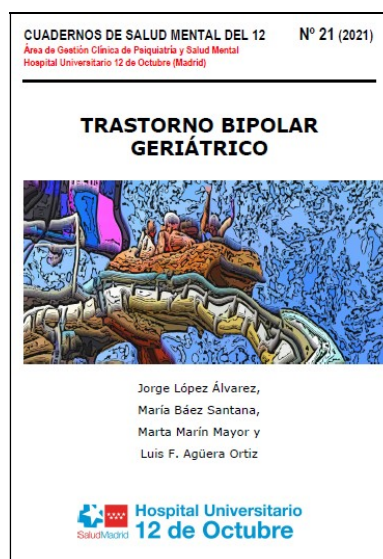 CUADERNOS DE SALUD MENTAL DEL 12 Nº 21 (2021)
Área de Gestión Clínica de Psiquiatría y Salud Mental
Hospital Universitario 12 de Octubre (Madrid)
TRASTORNO BIPOLAR
GERIÁTRICO
Jorge López Álvarez,
María Báez Santana,
Marta Marín Mayor y
Luis F. Agüera Ortiz
SaludMadrid
Hospital Universitario
12 de Octubre